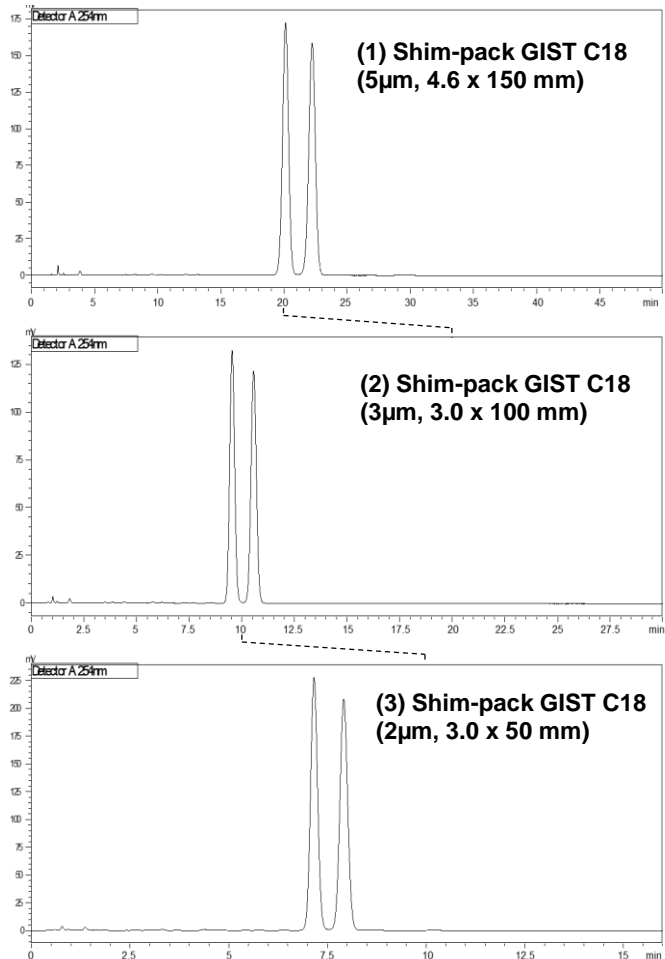 Detector A 254nm
(1) Shim-pack GIST C18
(5µm, 4.6 x 150 mm)
175
150
125
100
75
50
25
0
0 5 10 15 20 25 30 35 40 45 min
mV
Detector A 254nm
(2) Shim-pack GIST C18
(3µm, 3.0 x 100 mm)
125
100
75
50
25
0
0 2.5 5 7.5 10 12.5 15 17.5 20 22.5 25 27.5 min
mV
Detector A 254nm
(3) Shim-pack GIST C18
(2µm, 3.0 x 50 mm)
225
200
175
150
125
100
75
50
25
0
0 2.5 5 7.5 10 12.5 15 min